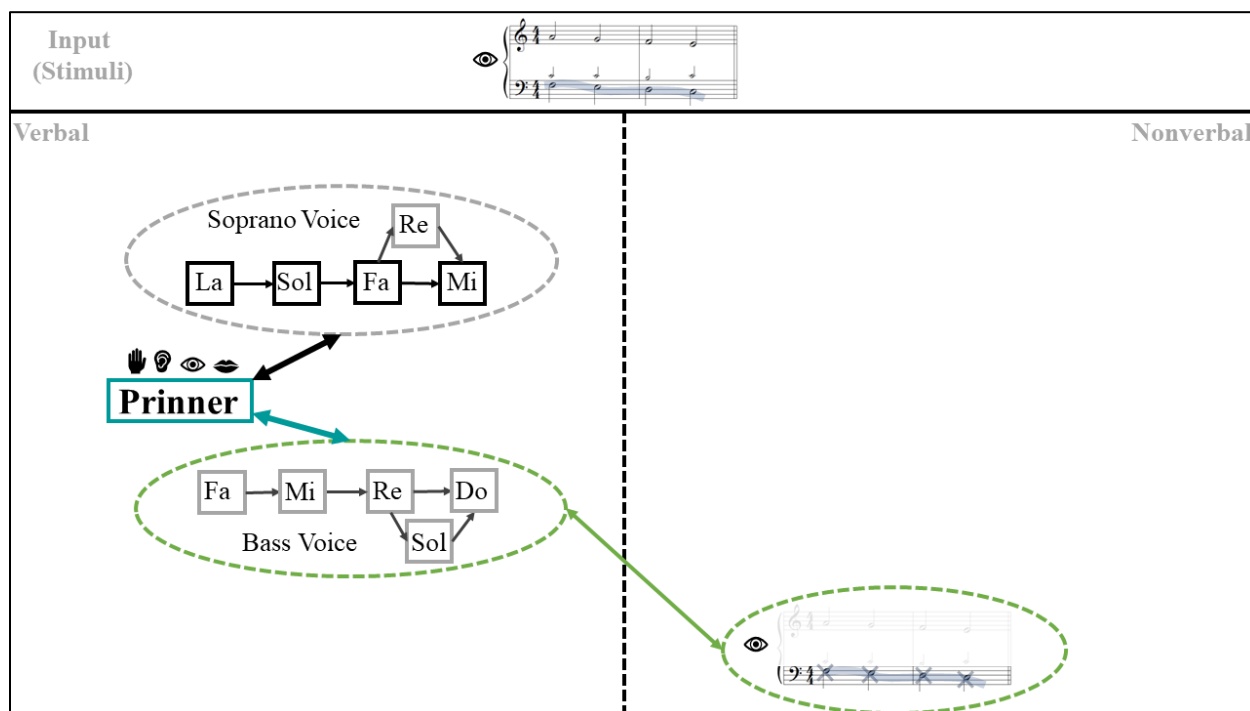 Input
(Stimuli)
Verbal
Nonverbal
Soprano Voice
Re
La
Sol
Fa
Mi
Prinner
Fa
Mi
Re
Do
Bass Voice
Sol